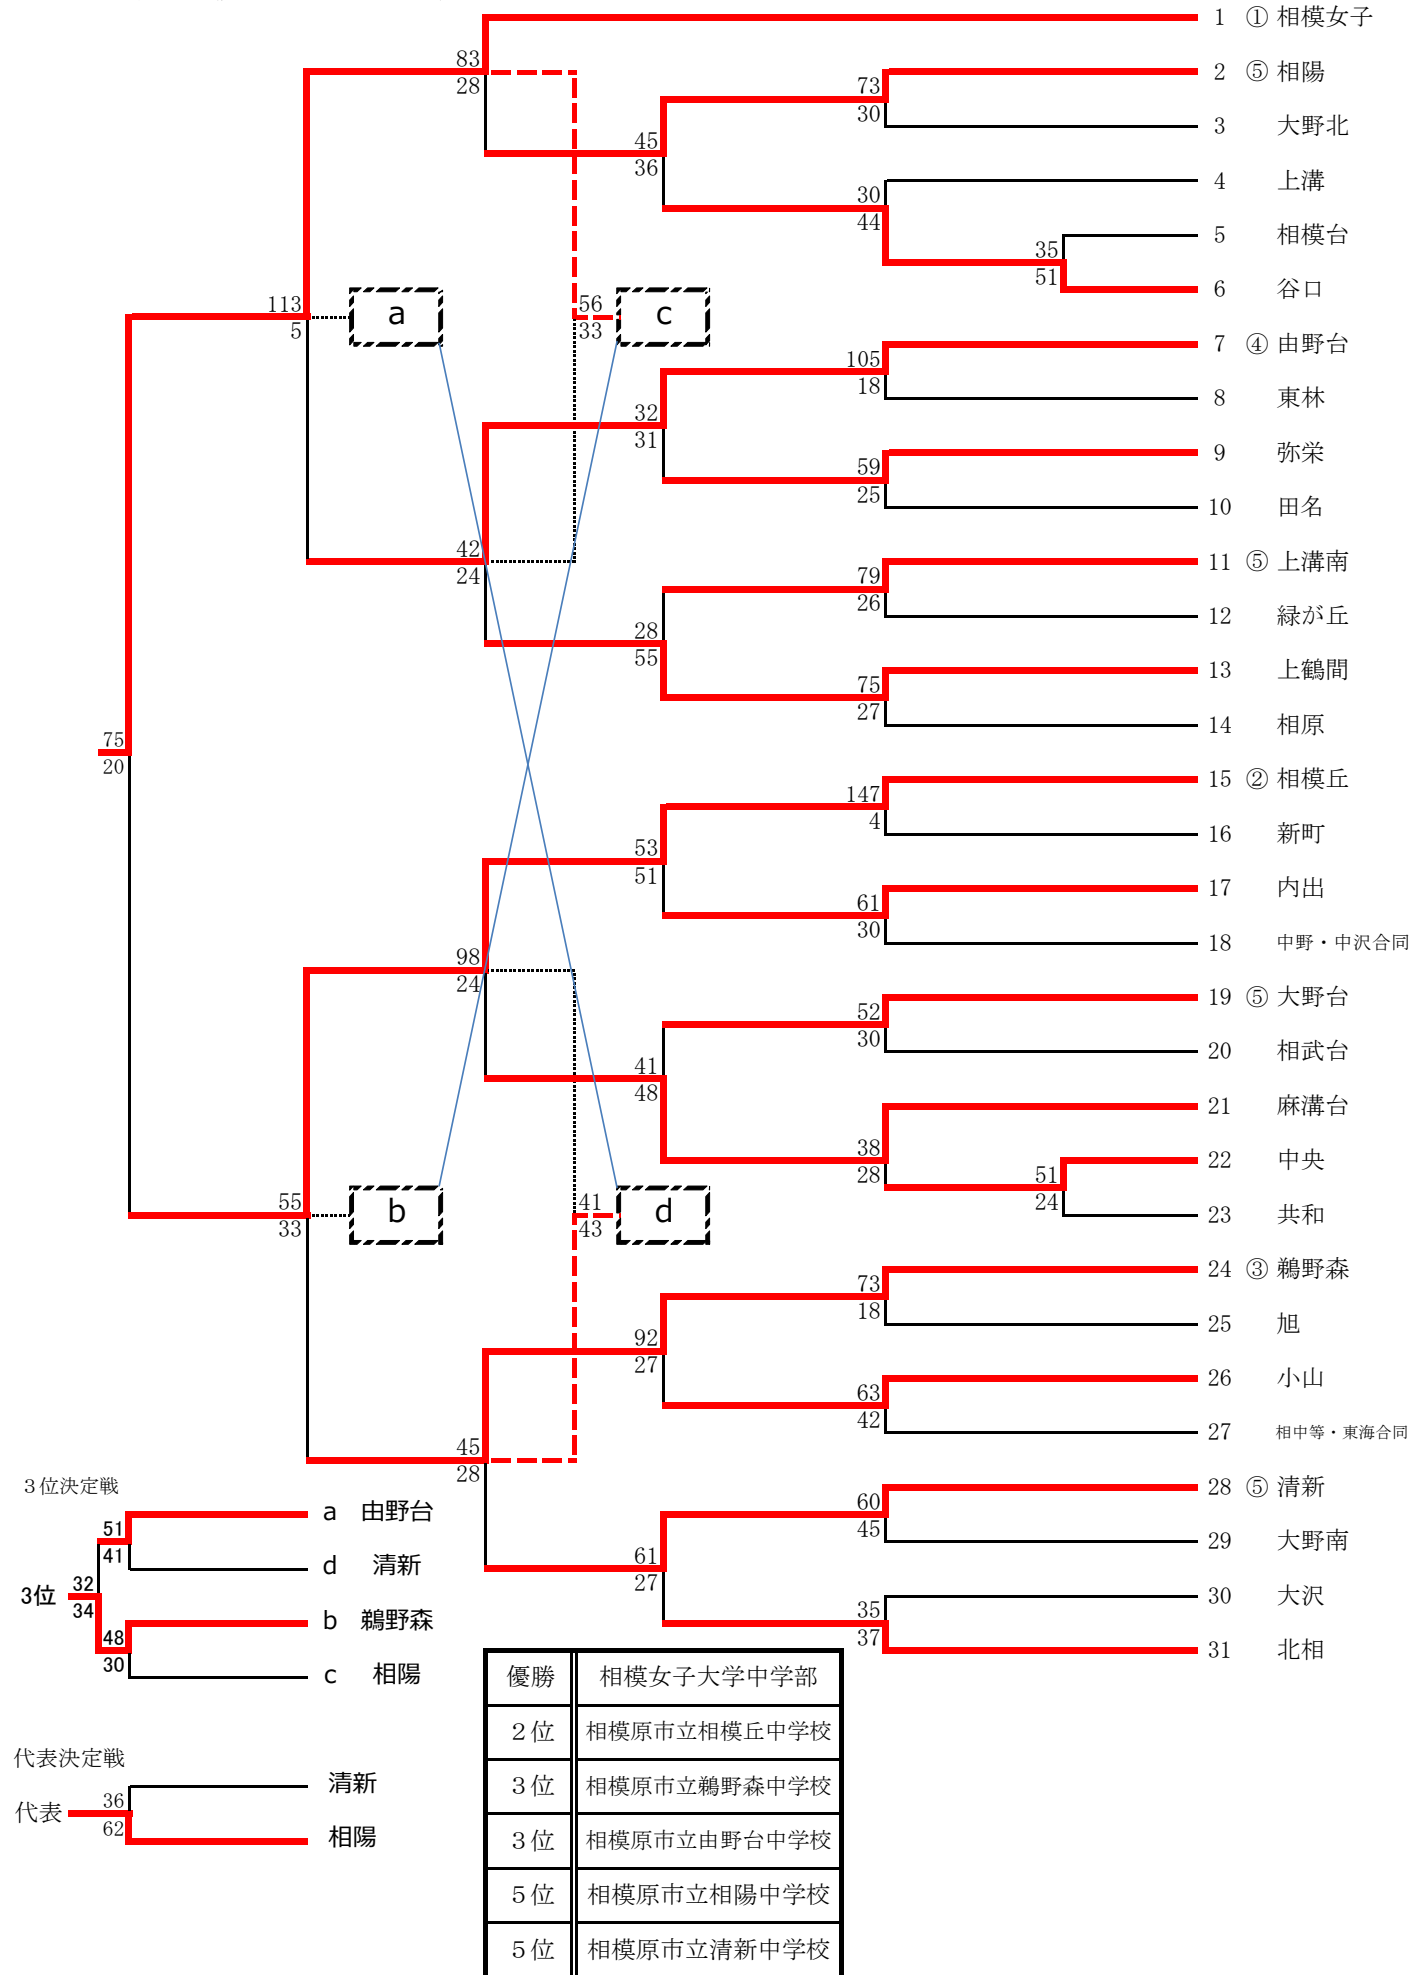 1 ① 相模女子
83
28
2 ⑤ 相陽
73
30
3 大野北
45
36
4 上溝
30
44
5 相模台
35
51
6 谷口
113
5
a
56
33
c
7 ④ 由野台
105
18
8 東林
32
31
9 弥栄
59
25
10 田名
42
24
11 ⑤ 上溝南
79
26
12 緑が丘
28
55
13 上鶴間
75
27
14 相原
75
20
15 ② 相模丘
147
4
16 新町
53
51
17 内出
61
30
18 中野・中沢合同
98
24
19 ⑤ 大野台
52
30
20 相武台
41
48
21 麻溝台
38
28
22 中央
51
24
23 共和
55
33
b
41
43
d
24 ③ 鵜野森
73
18
25 旭
92
27
26 小山
63
42
27 相中等・東海合同
45
28
28 ⑤ 清新
60
45
29 大野南
61
27
30 大沢
35
37
31 北相
3位決定戦
a 由野台
51
41
d 清新
3位
32
34
b 鵜野森
48
30
c 相陽
代表決定戦
清新
代表
36
62
相陽
優勝 相模女子大学中学部
2位 相模原市立相模丘中学校
3位 相模原市立鵜野森中学校
3位 相模原市立由野台中学校
5位 相模原市立相陽中学校
5位 相模原市立清新中学校